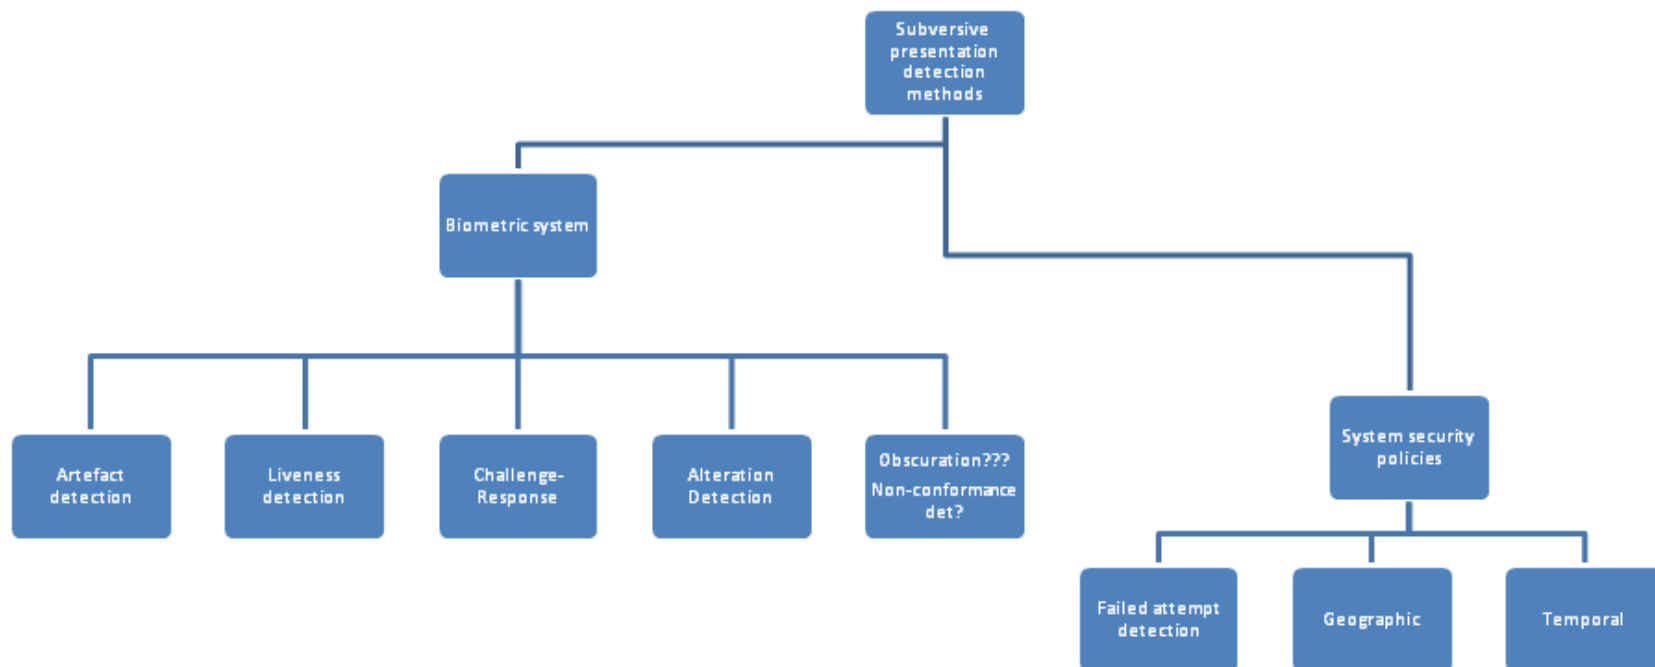 Subversive
presentation
detection
methods
Biometric system
Artefact
detection
Liveness
detection
Challenge-
Response
Alteration
Detection
Obscuration???
Non-conformance
det?
System security
policies
Failed attempt
detection
Geographic
Temporal